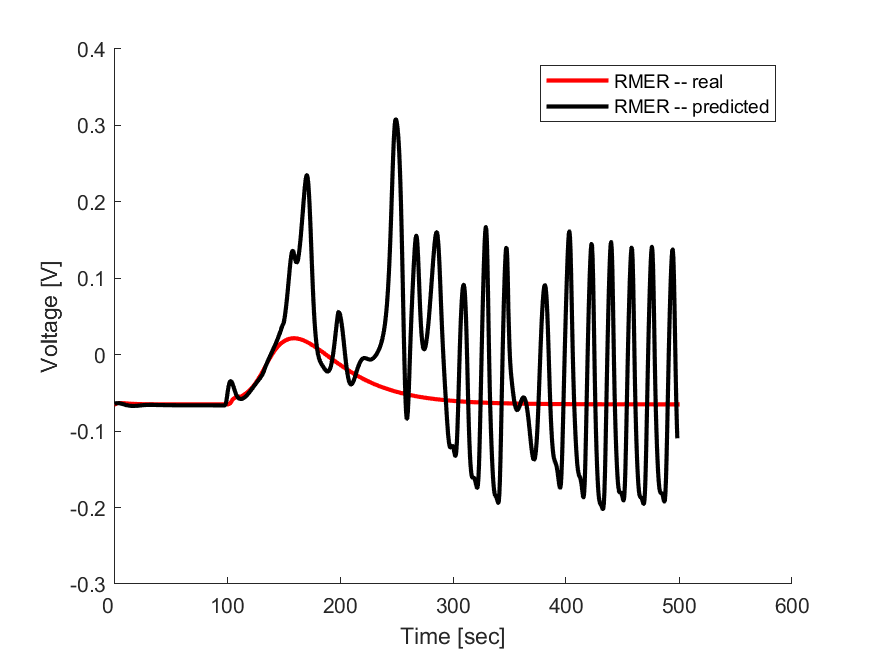 0.4
0.3
0.2
0.1
0
-0.1
-0.2
-0.3
0 100 200 300 400 500 600
Voltage [V]
Time [sec]
RMER -- real
RMER -- predicted